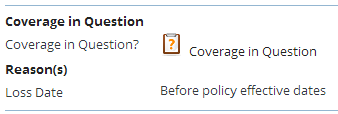 Coverage in Question
Coverage in Question? ? Coverage in Question
Reason(s)
Loss Date Before policy effective dates